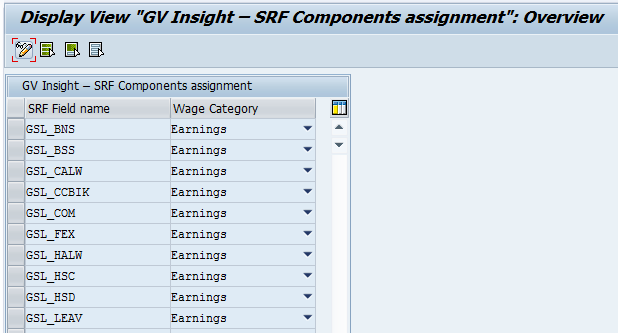 Display View "GV Insight – SRF Components assignment": Overview
GV Insight – SRF Components assignment
SRF Field name Wage Category
GSL_BNS Earnings
GSL_BSS Earnings
GSL_CALW Earnings
GSL_CCBIK Earnings
GSL_COM Earnings
GSL_FEX Earnings
GSL_HALW Earnings
GSL_HSC Earnings
GSL_HSD Earnings
GSL_LEAV Earnings